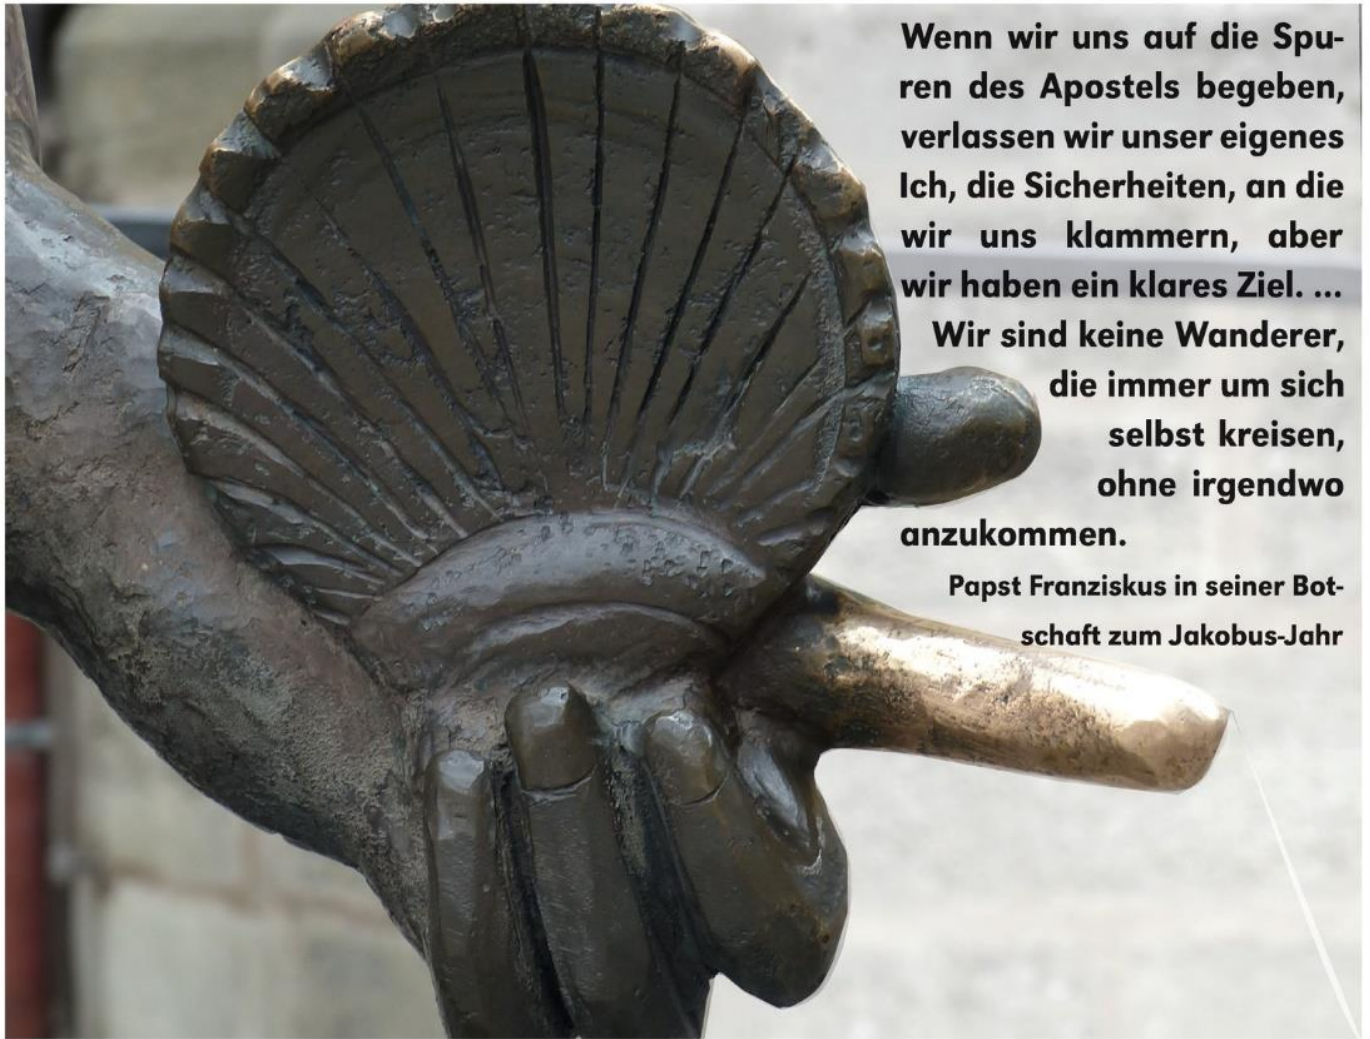 Wenn wir uns auf die Spu-
ren des Apostels begeben,
verlassen wir unser eigenes
Ich, die Sicherheiten, an die
wir uns klammern, aber
wir haben ein klares Ziel. ...
Wir sind keine Wanderer,
die immer um sich
selbst kreisen,
ohne irgendwo
anzukommen.
Papst Franziskus in seiner Bot-
schaft zum Jakobus-Jahr